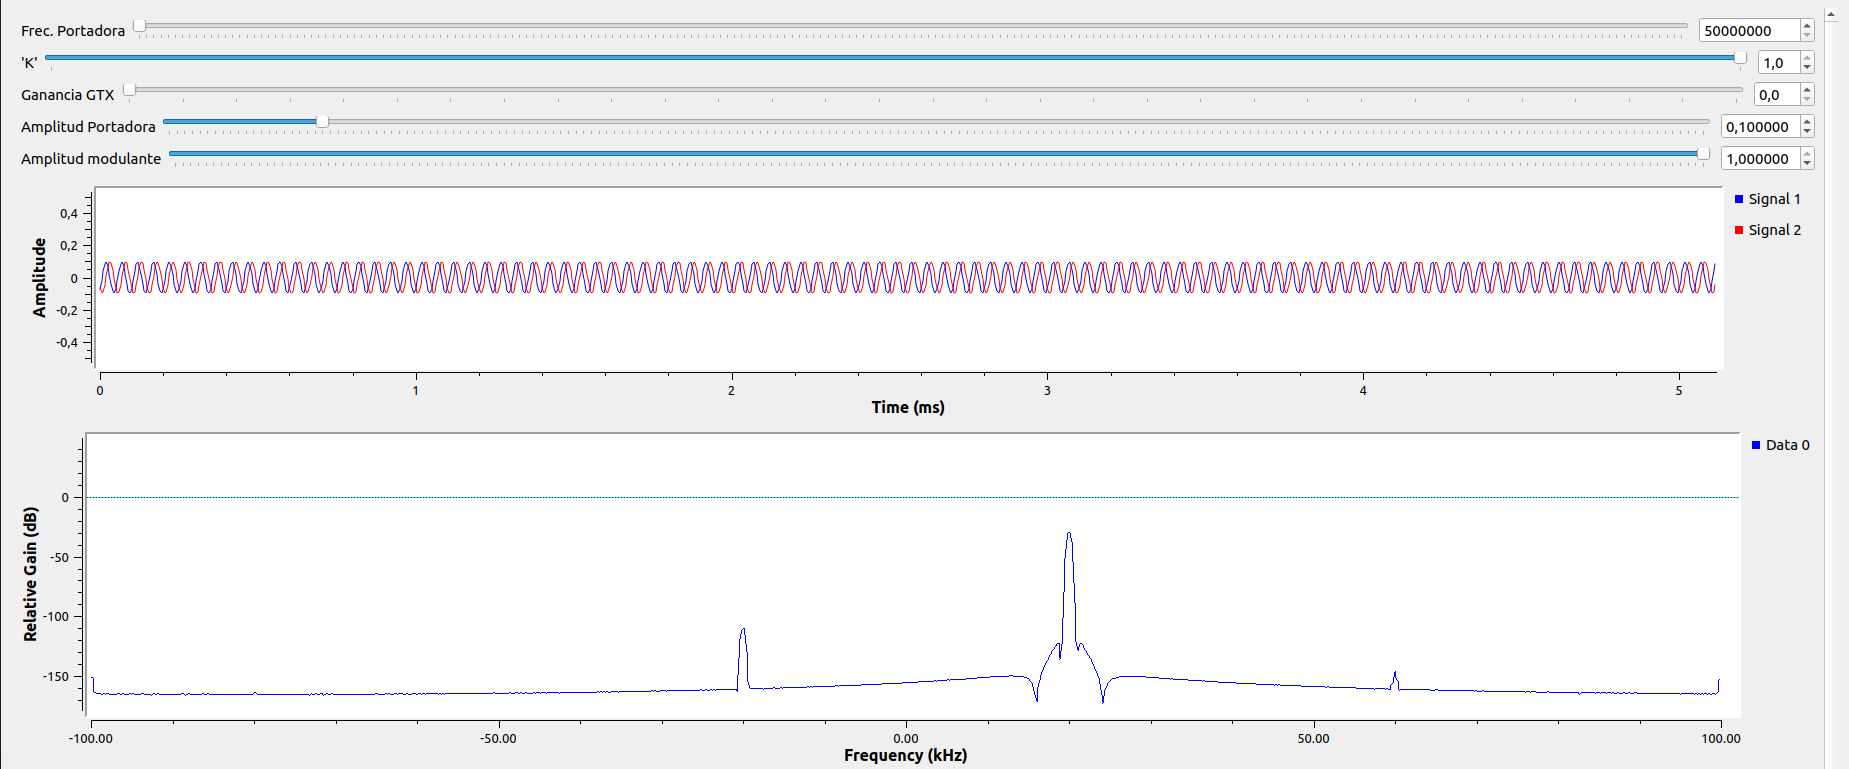 Frec. Portadora 50000000
'K' 1,0
Ganancia GTX 0,0
Amplitud Portadora 0,100000
Amplitud modulante 1,000000
Amplitude
0,4
0,2
0
-0,2
-0,4
0 1 2 3 4 5
Time (ms)
Signal 1
Signal 2
Relative Gain (dB)
0
-50
-100
-150
-100.00 -50.00 0.00 50.00 100.00
Frequency (kHz)
Data 0